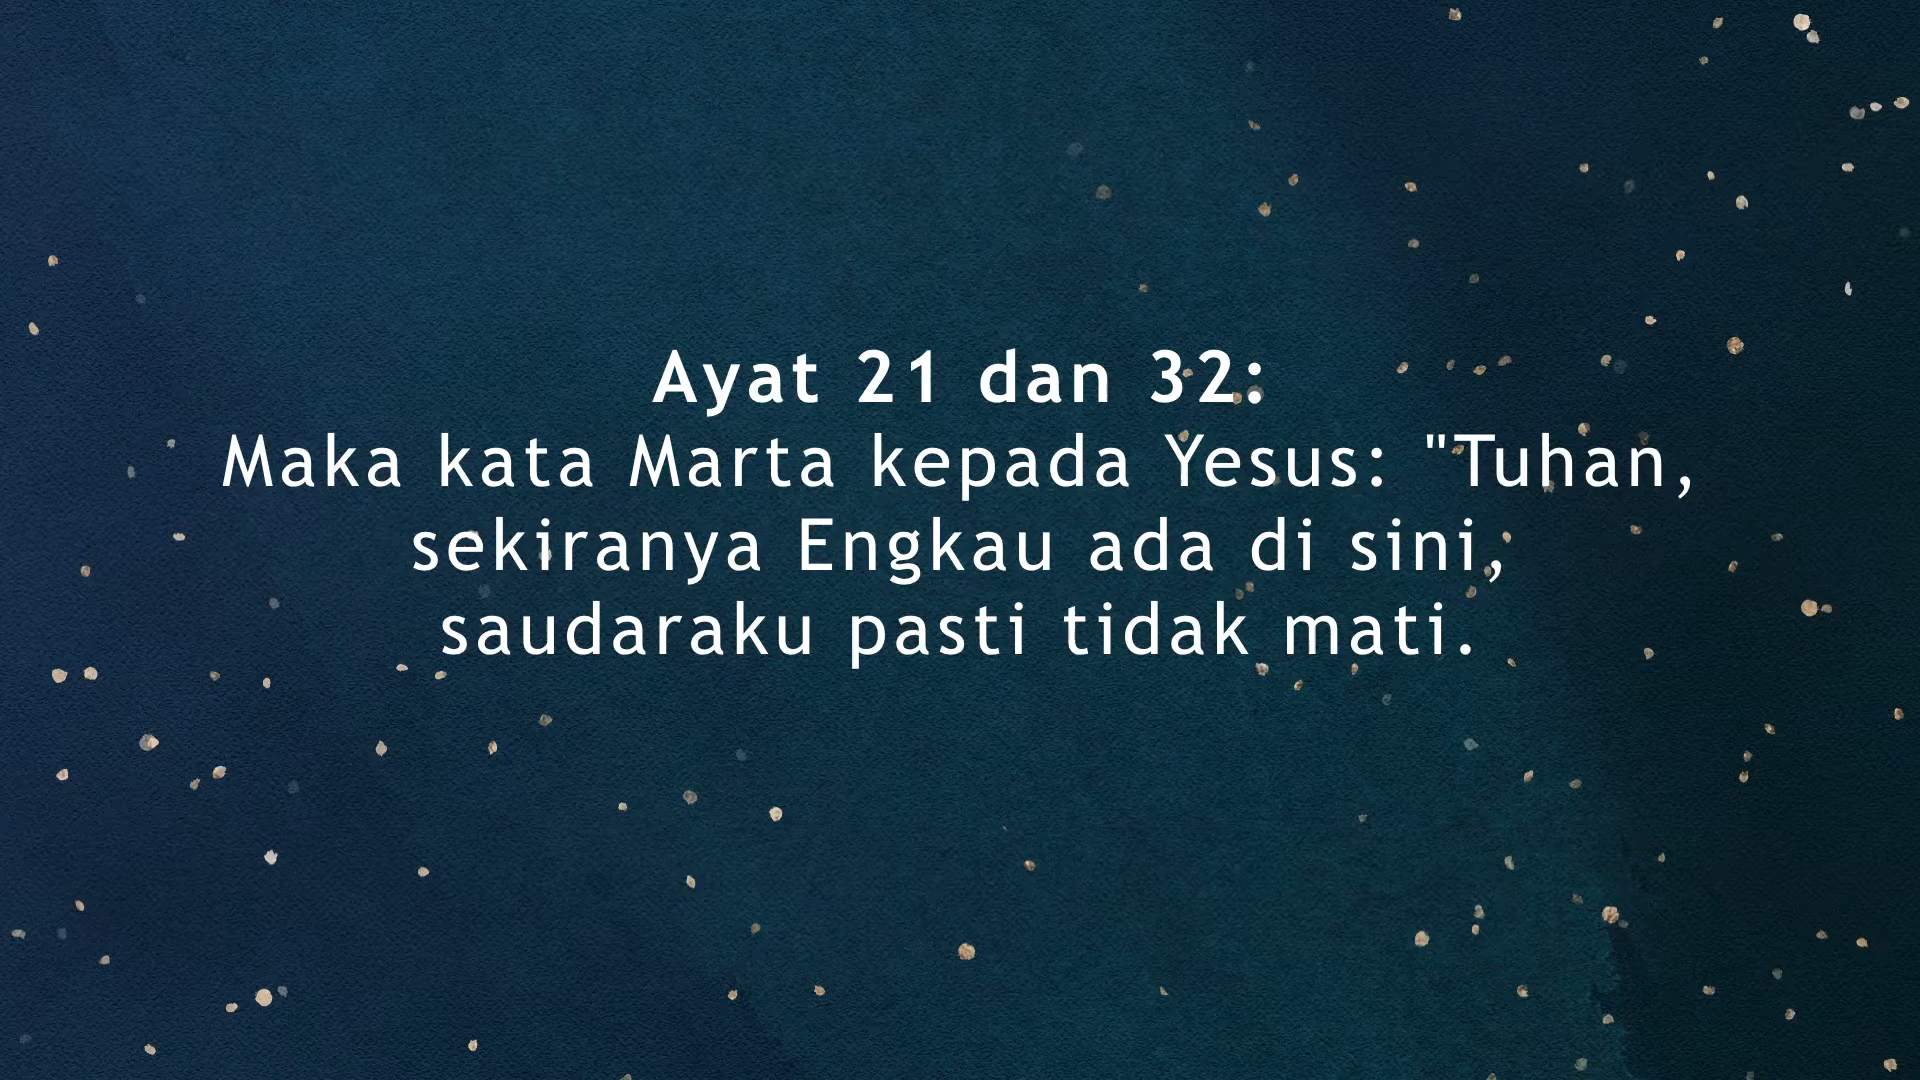 Ayat 21 dan 32:
Maka kata Marta kepada Yesus: "Tuhan,
sekiranya Engkau ada di sini,
saudaraku pasti tidak mati.